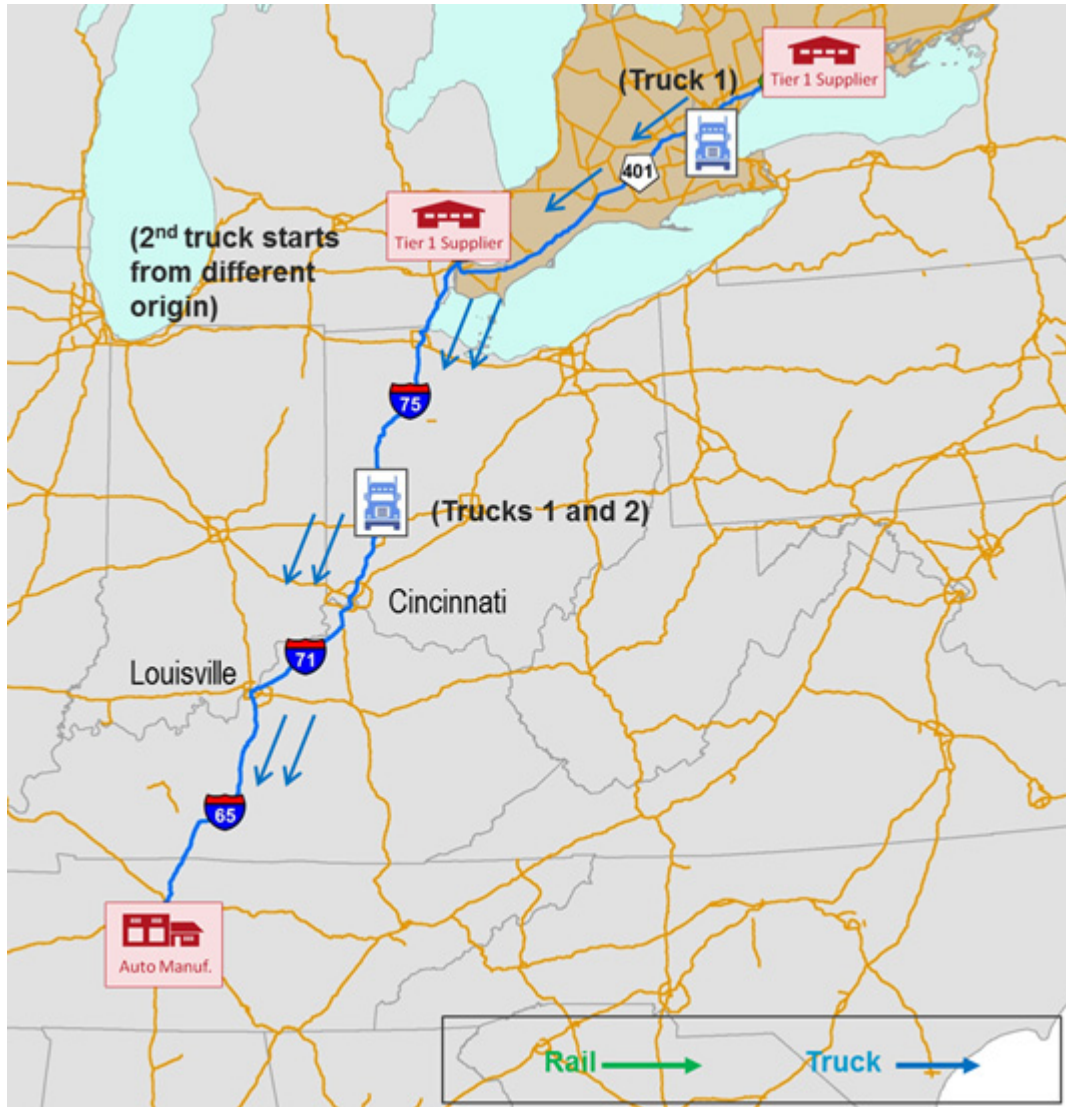 Tier 1 Supplier
(Truck 1)
401
Tier 1 Supplier
(2nd truck starts
from different
origin)
75
(Trucks 1 and 2)
Cincinnati
71
Louisville
65
Auto Manuf.
Rail
Truck